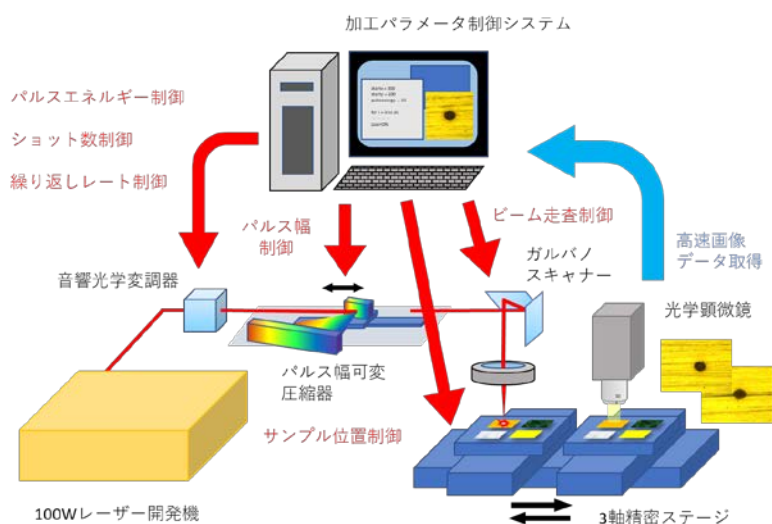 加工パラメータ制御システム
パルスエネルギー制御
ショット数制御
繰り返しレート制御
パルス幅
制御
ビーム走査制御
高速画像
データ取得
ガルバノ
スキャナー
音響光学変調器
光学顕微鏡
パルス幅可変
圧縮器
サンプル位置制御
100Wレーザー開発機
3軸精密ステージ